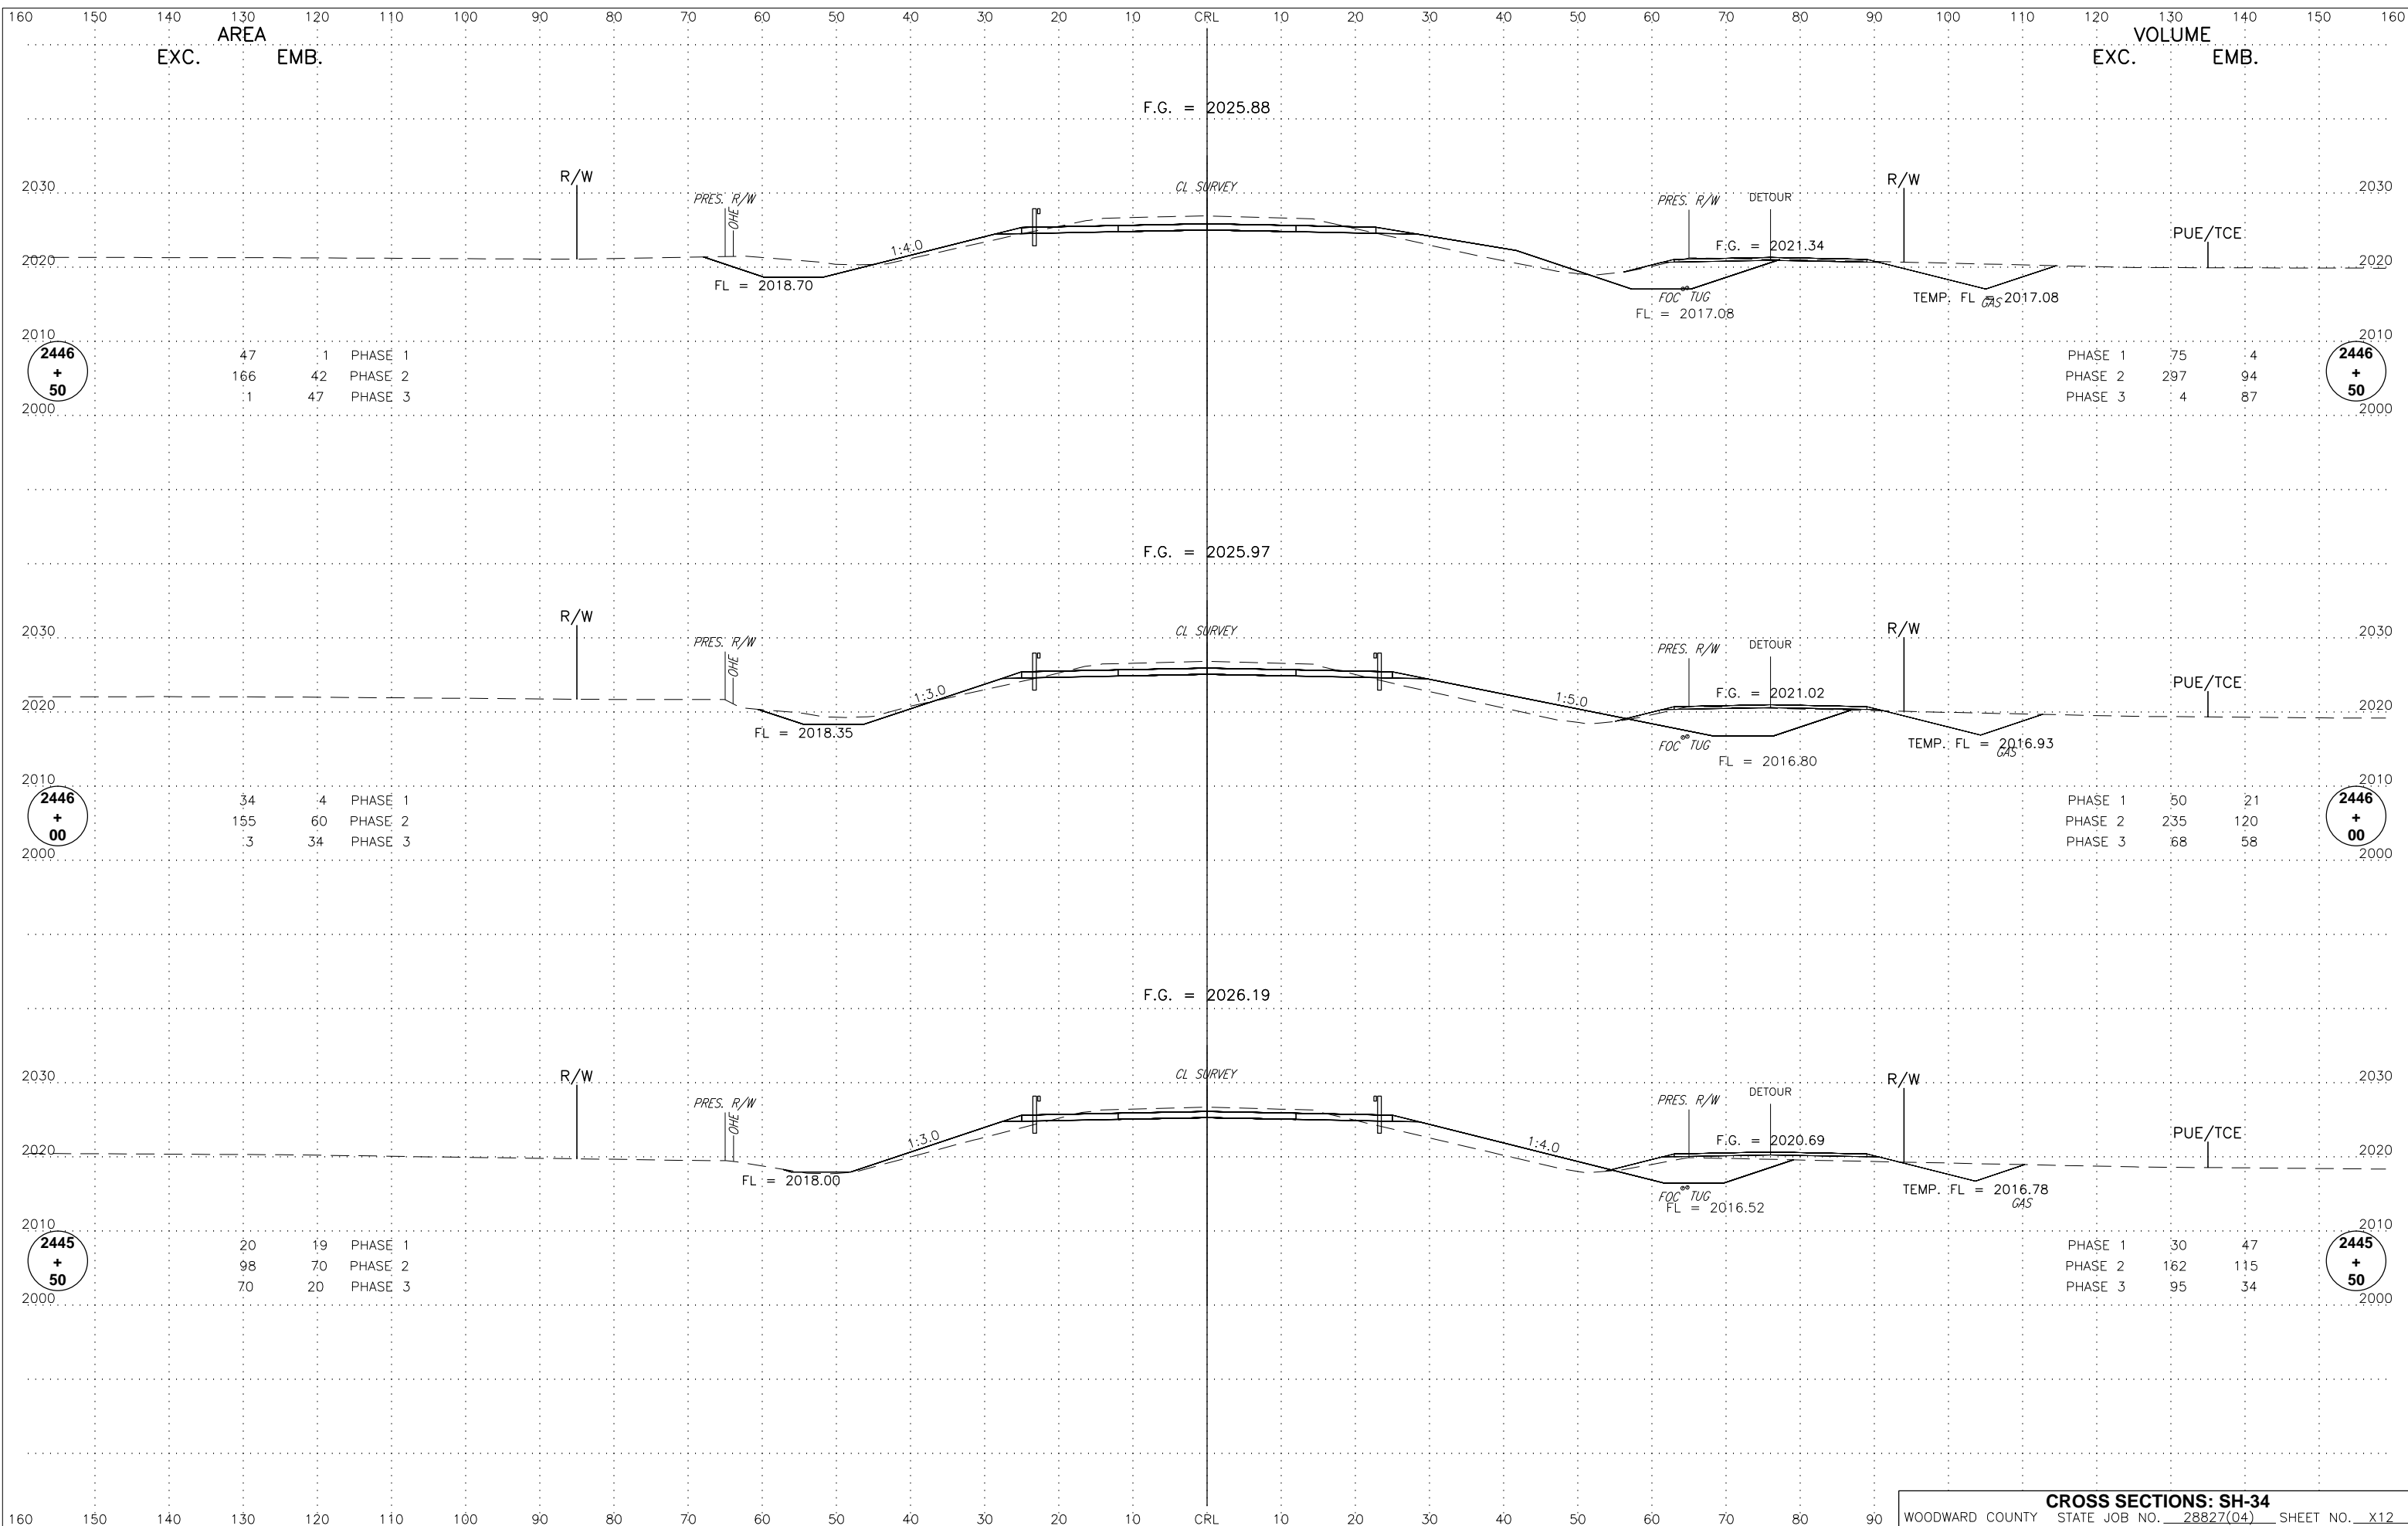 160 150 140 130 120 110 100 90 80 70 60 50 40 30 20 10 CRL 10 20 30 40 50 60 70 80 90 100 110 120 130 140 150 160
AREA VOLUME
EXC. EMB. EXC. EMB.
F.G. = 2025.88
R/W R/W
2030 PRES. R/W OHE CL SURVEY PRES. R/W DETOUR 2030
PUE/TCE
1:4.0 F.G. = 2021.34
2020 2020
FL = 2018.70 FOC TUG TEMP. FL = 2017.08 GAS
FL = 2017.08
2010 2010
2446 + 50 47 1 PHASE 1 PHASE 1 75 4 2446 + 50
166 42 PHASE 2 PHASE 2 297 94
1 47 PHASE 3 PHASE 3 4 87
2000 2000
F.G. = 2025.97
R/W R/W
2030 PRES. R/W OHE CL SURVEY PRES. R/W DETOUR 2030
PUE/TCE
1:3.0 1:5.0 F.G. = 2021.02
2020 2020
FL = 2018.35 FOC TUG TEMP. FL = 2016.93 GAS
FL = 2016.80
2010 2010
2446 + 00 34 4 PHASE 1 PHASE 1 50 21 2446 + 00
155 60 PHASE 2 PHASE 2 235 120
3 34 PHASE 3 PHASE 3 68 58
2000 2000
F.G. = 2026.19
R/W R/W
2030 PRES. R/W OHE CL SURVEY PRES. R/W DETOUR 2030
PUE/TCE
1:3.0 1:4.0 F.G. = 2020.69
2020 2020
FL = 2018.00 FOC TUG TEMP. FL = 2016.78
FL = 2016.52 GAS
2010 2010
2445 + 50 20 19 PHASE 1 PHASE 1 30 47 2445 + 50
98 70 PHASE 2 PHASE 2 162 115
70 20 PHASE 3 PHASE 3 95 34
2000 2000
160 150 140 130 120 110 100 90 80 70 60 50 40 30 20 10 CRL 10 20 30 40 50 60 70 80 90
CROSS SECTIONS: SH-34
WOODWARD COUNTY STATE JOB NO. 28827(04) SHEET NO. X12